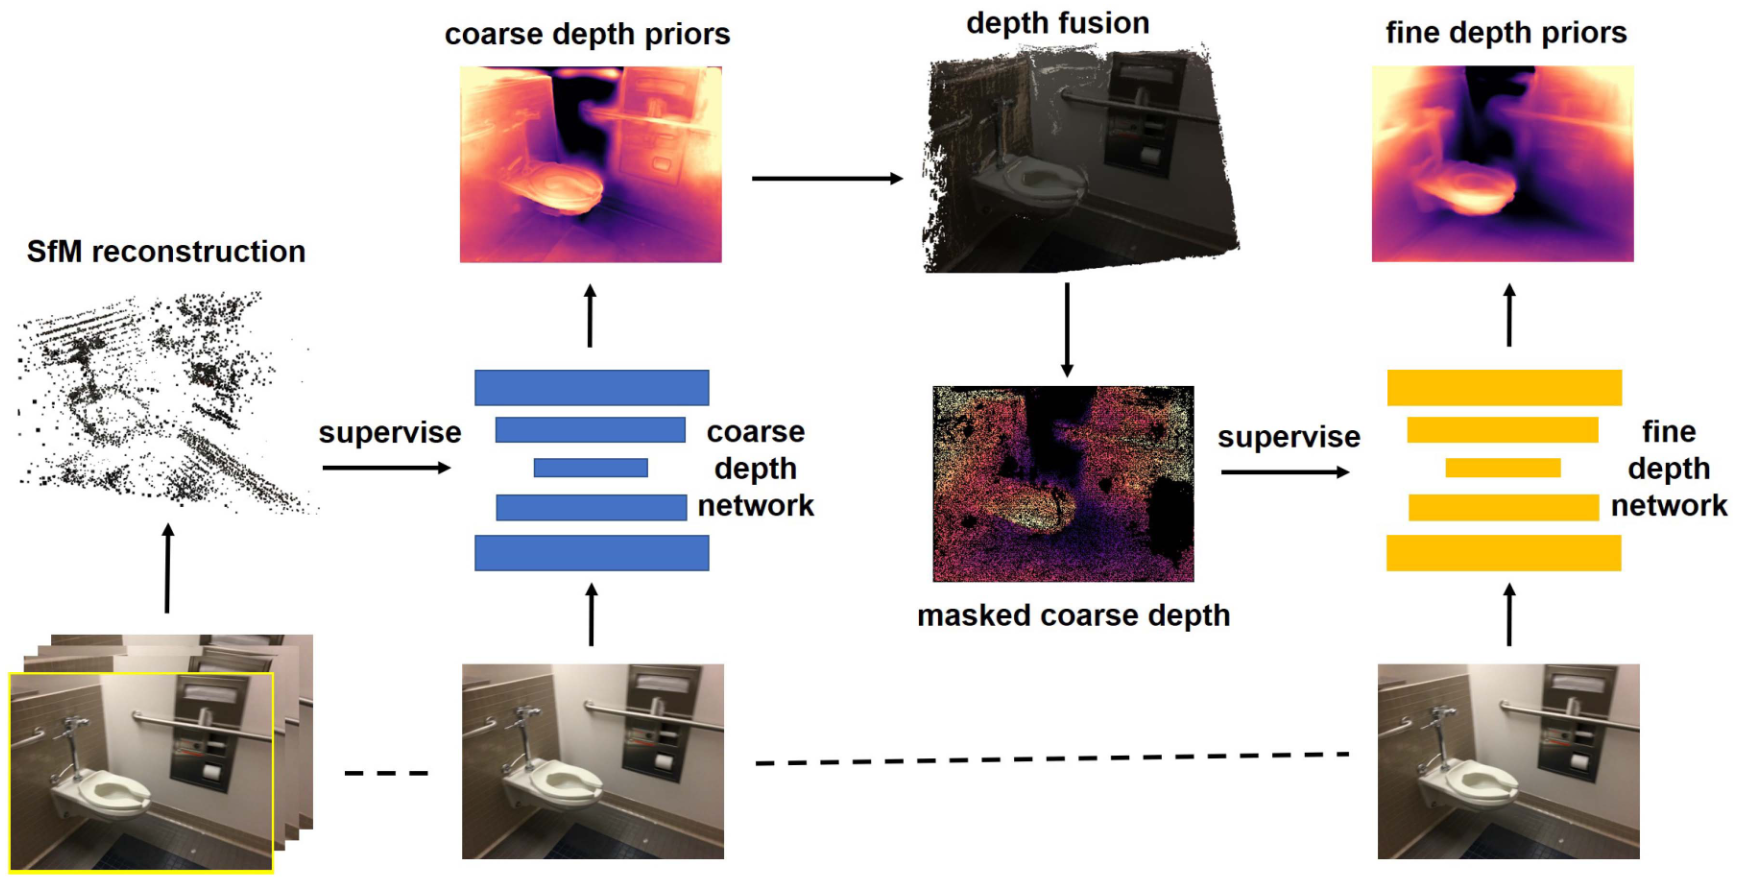 coarse depth priors
depth fusion
fine depth priors
SfM reconstruction
supervise
coarse
depth
network
supervise
fine
depth
network
masked coarse depth